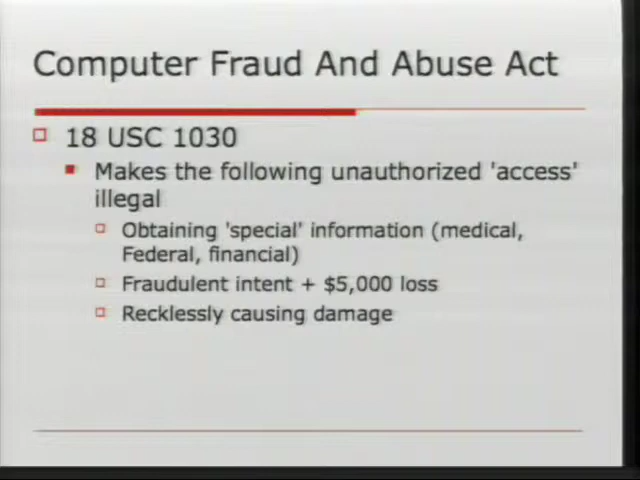 Computer Fraud And Abuse Act
18 USC 1030
Makes the following unauthorized 'access'
illegal
Obtaining 'special' information (medical,
Federal, financial)
Fraudulent intent + $5,000 loss
Recklessly causing damage